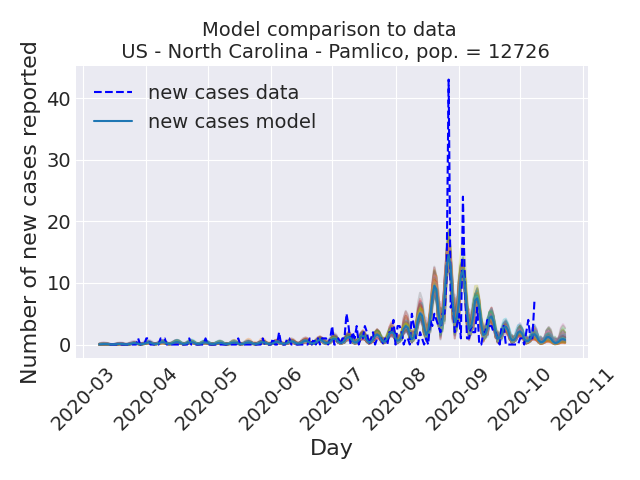 Model comparison to data
US - North Carolina - Pamlico, pop. = 12726
Number of new cases reported
40
30
20
10
0
new cases data
new cases model
2020-03
2020-04
2020-05
2020-06
2020-07
2020-08
2020-09
2020-10
2020-11
Day